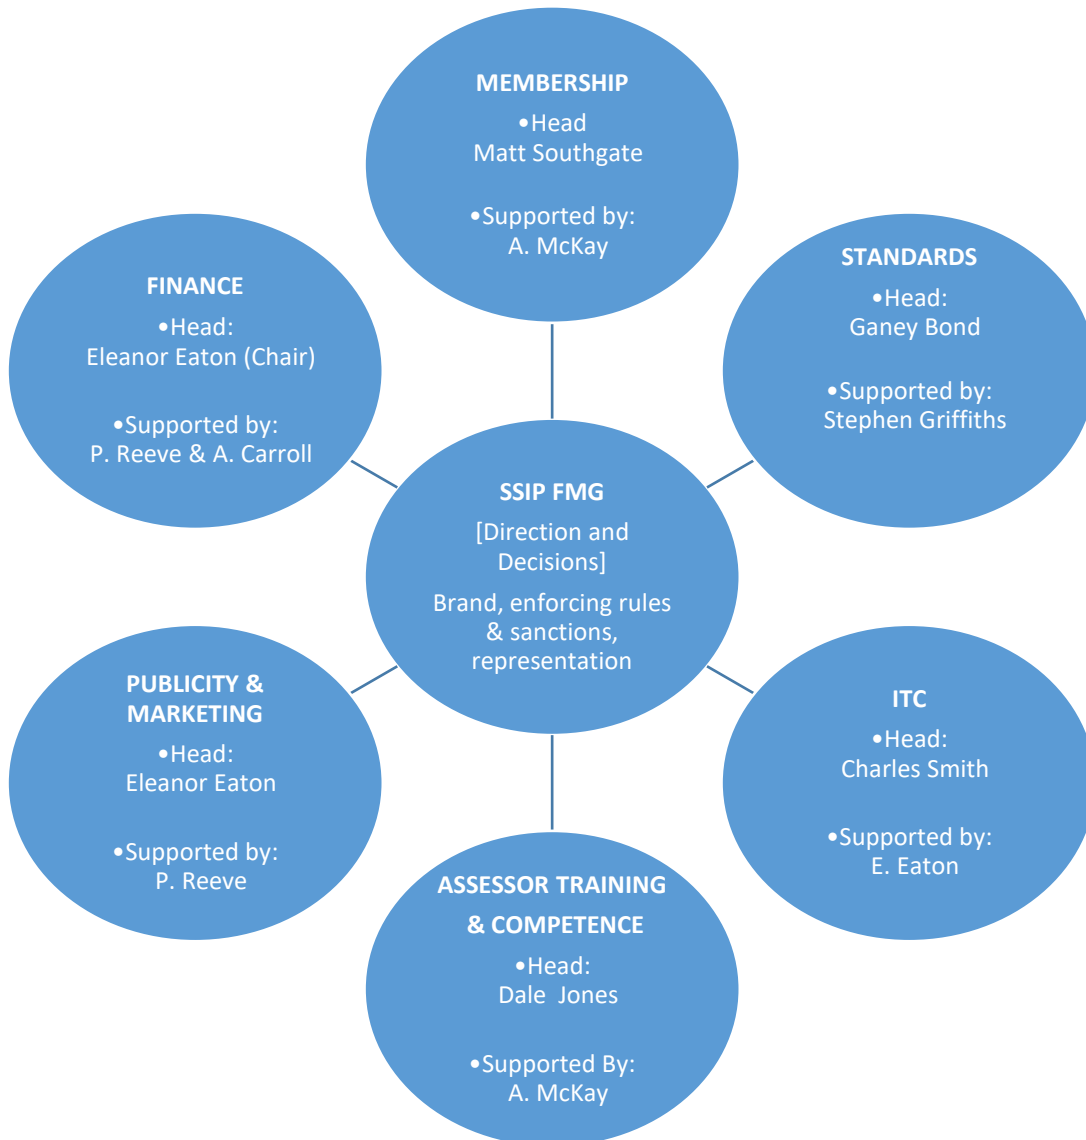 MEMBERSHIP
•Head
Matt Southgate
•Supported by:
A. McKay
STANDARDS
•Head:
Ganey Bond
•Supported by:
Stephen Griffiths
FINANCE
•Head:
Eleanor Eaton (Chair)
•Supported by:
P. Reeve & A. Carroll
SSIP FMG
[Direction and
Decisions]
Brand, enforcing rules
& sanctions,
representation
PUBLICITY &
MARKETING
•Head:
Eleanor Eaton
•Supported by:
P. Reeve
ITC
•Head:
Charles Smith
•Supported by:
E. Eaton
ASSESSOR TRAINING
& COMPETENCE
•Head:
Dale  Jones
•Supported By:
A. McKay